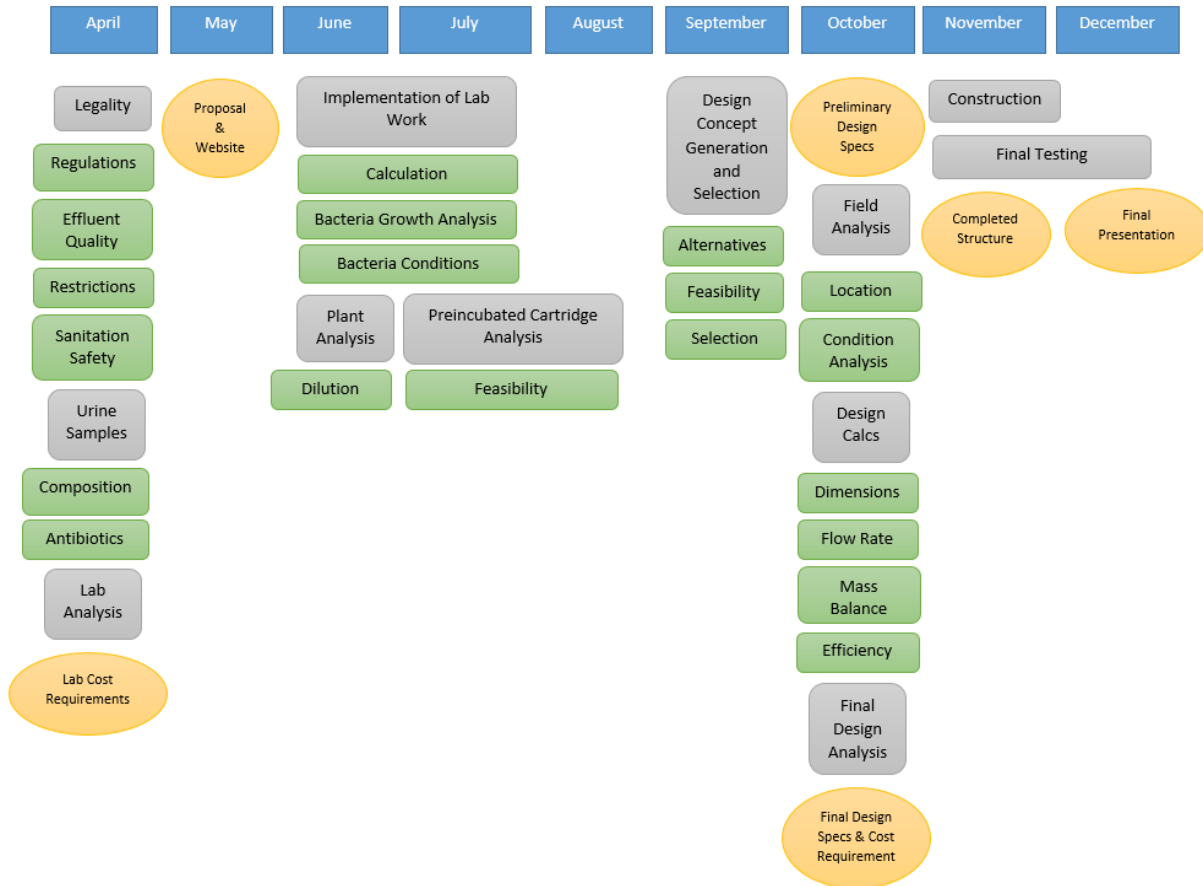 April
May
June
July
August
September
October
November
December
Legality
Regulations
Effluent
Quality
Restrictions
Sanitation
Safety
Urine
Samples
Composition
Antibiotics
Lab
Analysis
Lab Cost
Requirements
Proposal
&
Website
Implementation of Lab
Work
Calculation
Bacteria Growth Analysis
Bacteria Conditions
Plant
Analysis
Dilution
Preincubated Cartridge
Analysis
Feasibility
Design
Concept
Generation
and
Selection
Alternatives
Feasibility
Selection
Preliminary
Design
Specs
Field
Analysis
Location
Condition
Analysis
Design
Calcs
Dimensions
Flow Rate
Mass
Balance
Efficiency
Final
Design
Analysis
Final Design
Specs & Cost
Requirement
Construction
Final Testing
Completed
Structure
Final
Presentation